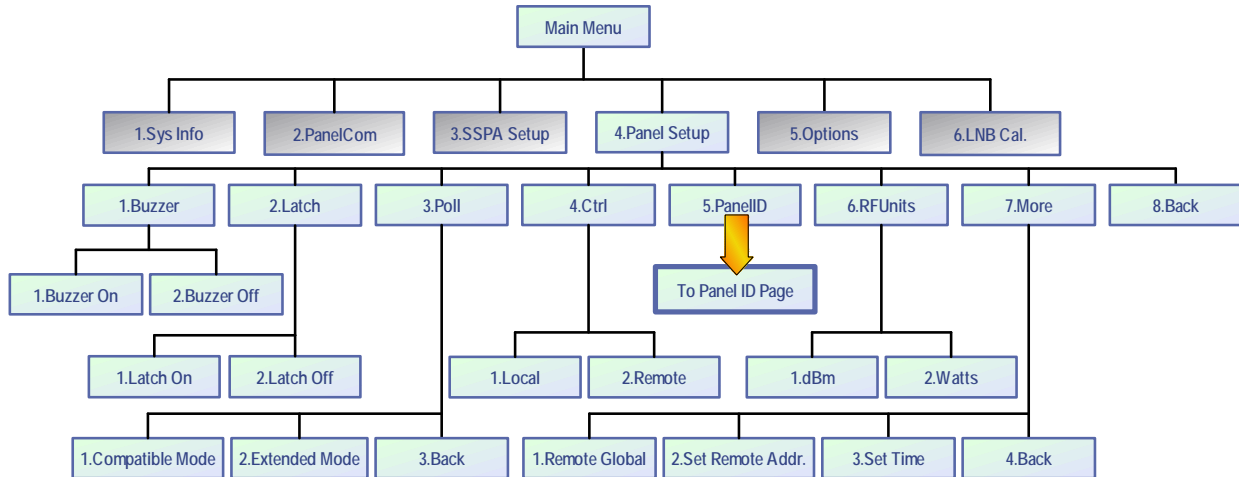 Main Menu
1.Sys Info
2.PanelCom
3.SSPA Setup
4.Panel Setup
5.Options
6.LNB Cal.
1.Buzzer
2.Latch
3.Poll
4.Ctrl
5.PanelID
6.RFUnits
7.More
8.Back
1.Buzzer On
2.Buzzer Off
To Panel ID Page
1.Latch On
2.Latch Off
1.Local
2.Remote
1.dBm
2.Watts
1.Compatible Mode
2.Extended Mode
3.Back
1.Remote Global
2.Set Remote Addr.
3.Set Time
4.Back